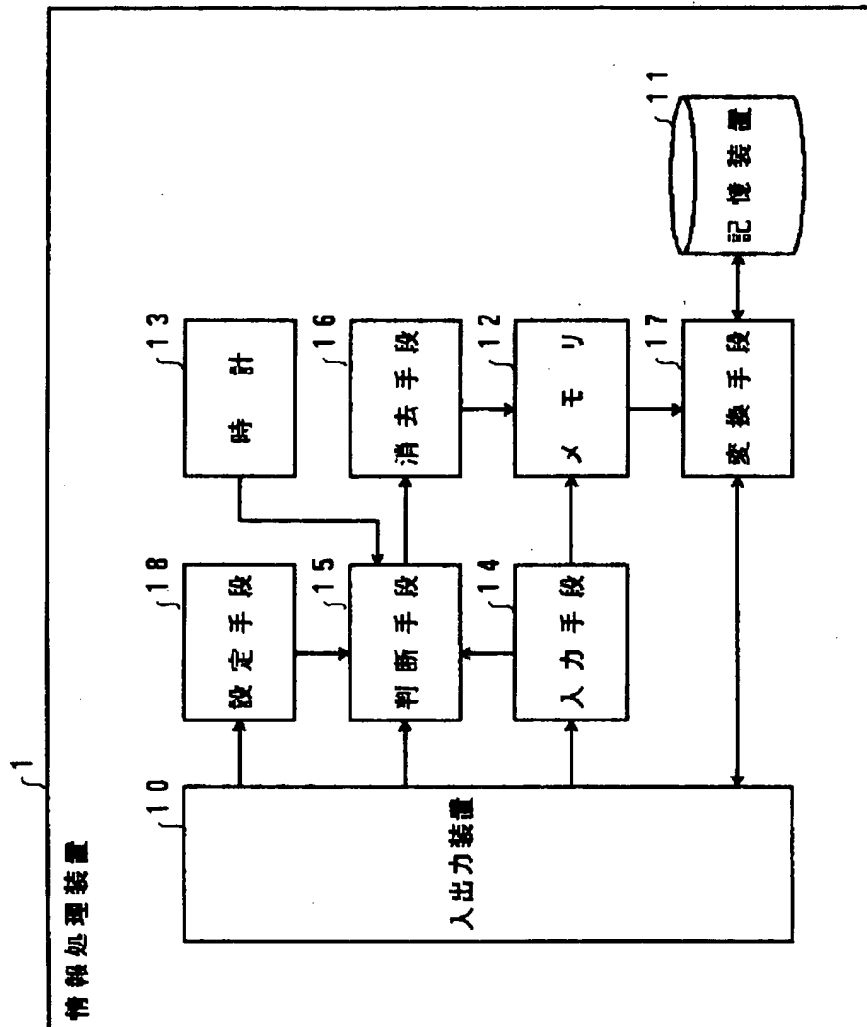 1
情報処理装置
10
入出力装置
18
設定手段
13
時計
15
判断手段
16
消去手段
14
入力手段
12
メモリ
17
変換手段
11
記憶装置